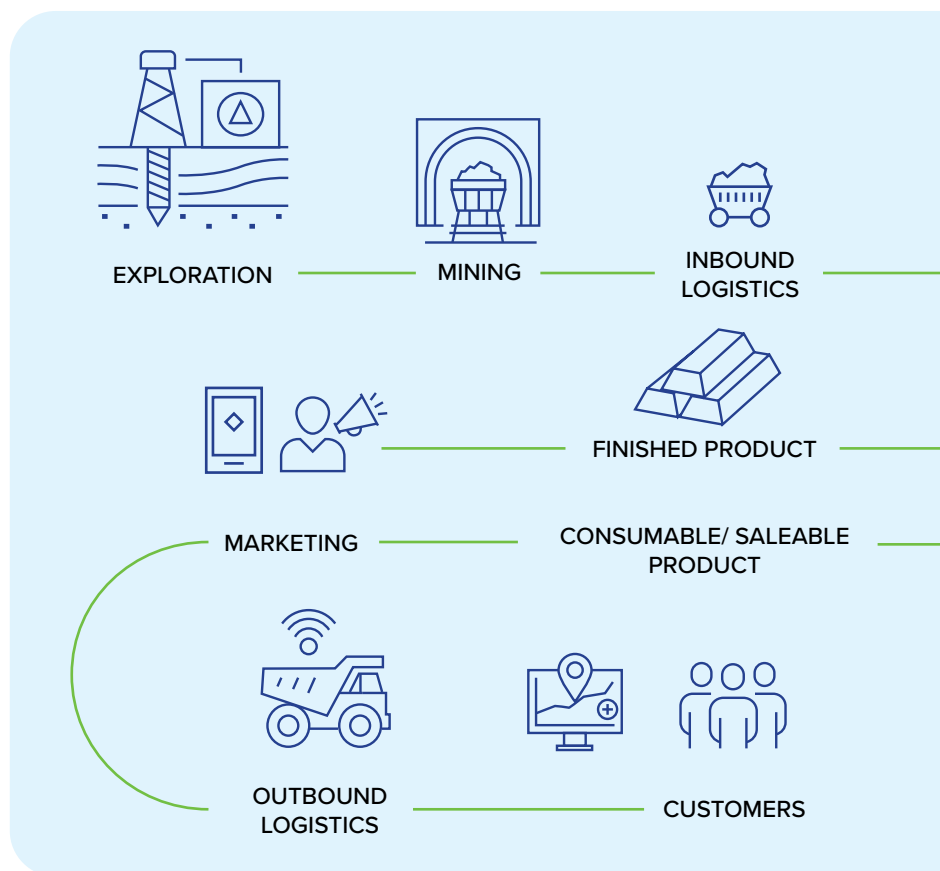 EXPLORATION
MINING
INBOUND
LOGISTICS
FINISHED PRODUCT
MARKETING
CONSUMABLE/ SALEABLE
PRODUCT
OUTBOUND
LOGISTICS
CUSTOMERS